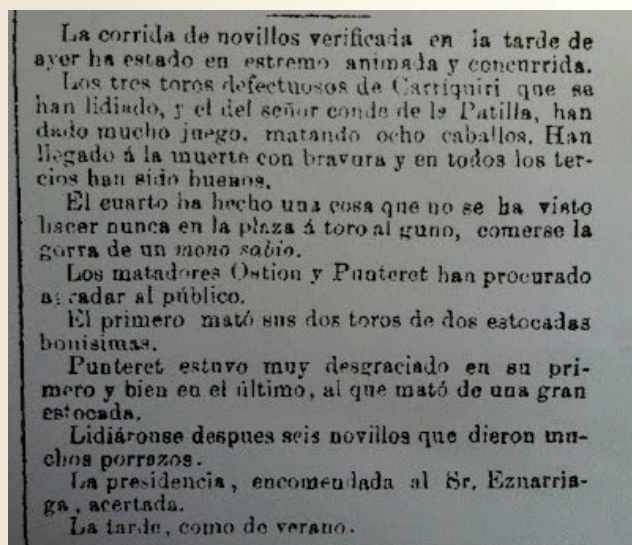 La corrida de novillos verificada en la tarde de
ayer ha estado en estremo animada y concurrida.
Los tres toros defectuosos de Carriquiri que se
han lidiado, y el del señor conde de la Patilla, han
dado mucho juego, matando ocho caballos. Han
llegado á la muerte con bravura y en todos los ter-
cios han sido buenos.
El cuarto ha hecho una cosa que no se ha visto
hacer nunca en la plaza á toro al guno, comerse la
gorra de un mono sabio.
Los matadores Ostion y Punteret han procurado
agradar al público.
El primero mató sus dos toros de dos estocadas
bonísimas.
Punteret estuvo muy desgraciado en su pri-
mero y bien en el último, al que mató de una gran
estocada.
Lidiáronse despues seis novillos que dieron mu-
chos porrazos.
La presidencia, encomendada al Sr. Eznarria-
ga, acertada.
La tarde, como de verano.